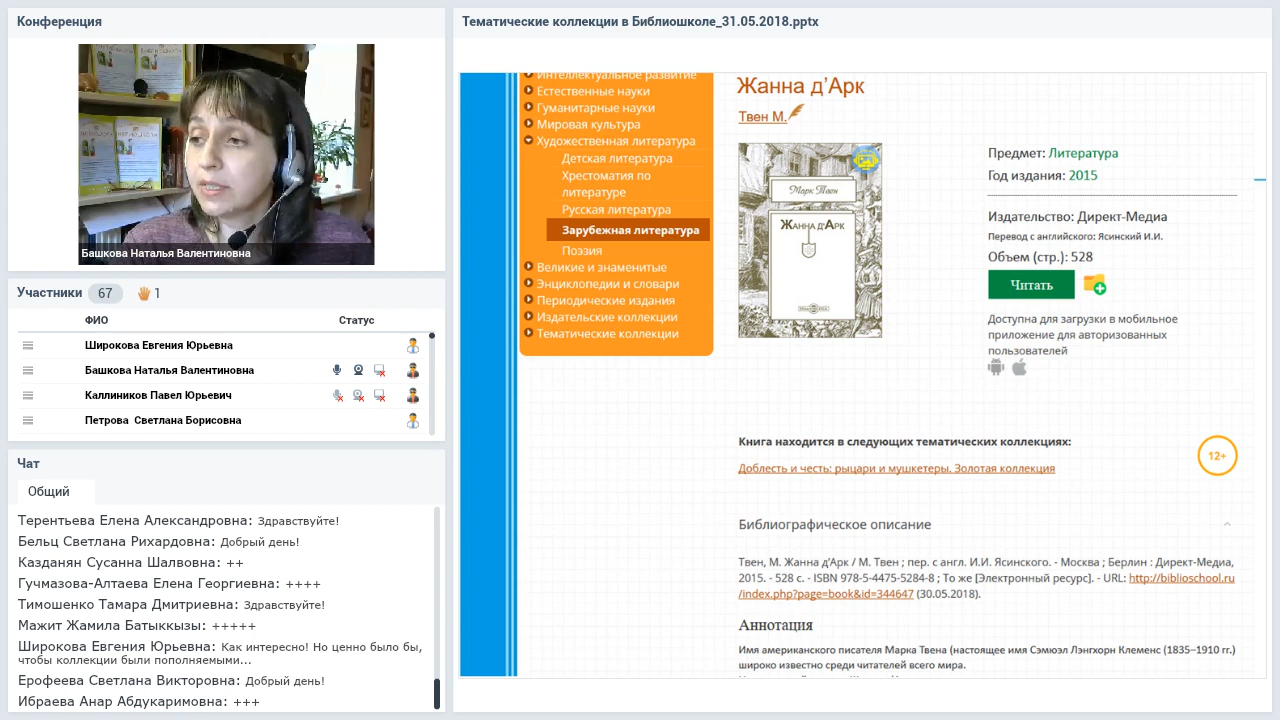 Конференция
Башкова Наталья Валентиновна
Участники 67 1
ФИО Статус
Широкова Евгения Юрьевна
Башкова Наталья Валентиновна
Каллиников Павел Юрьевич
Петрова Светлана Борисовна
Чат
Общий
Терентьева Елена Александровна: Здравствуйте!
Бельц Светлана Рихардовна: Добрый день!
Казданян Сусанна Шалвовна: ++
Гучмазова-Алтаева Елена Георгиевна: ++++
Тимошенко Тамара Дмитриевна: Здравствуйте!
Мажит Жамила Батыккызы: +++++
Широкова Евгения Юрьевна: Как интересно! Но ценно было бы,
чтобы коллекции были пополняемыми...
Ерофеева Светлана Викторовна: Добрый день!
Ибраева Анар Абдукаримовна: +++
Тематические коллекции в Библиошколе_31.05.2018.pptx
Интеллектуальное развитие
Естественные науки
Гуманитарные науки
Мировая культура
Художественная литература
Детская литература
Хрестоматия по
литературе
Русская литература
Зарубежная литература
Поэзия
Великие и знаменитые
Энциклопедии и словари
Периодические издания
Издательские коллекции
Тематические коллекции
Жанна д’Арк
Твен М.
Марк Твен
Жанна д’Арк
Предмет: Литература
Год издания: 2015
Издательство: Директ-Медиа
Перевод с английского: Ясинский И.И.
Объем (стр.): 528
Читать
Доступна для загрузки в мобильное
приложение для авторизованных
пользователей
Книга находится в следующих тематических коллекциях:
12+
Доблесть и честь: рыцари и мушкетеры. Золотая коллекция
Библиографическое описание
Твен, М. Жанна д’Арк / М. Твен ; пер. с англ. И.И. Ясинского. - Москва ; Берлин : Директ-Медиа,
2015. - 528 с. - ISBN 978-5-4475-5284-8 ; То же [Электронный ресурс]. - URL: http://biblioschool.ru
/index.php?page=book&id=344647 (30.05.2018).
Аннотация
Имя американского писателя Марка Твена (настоящее имя Сэмюэл Лэнгхорн Клеменс (1835–1910 гг.)
широко известно среди читателей всего мира.